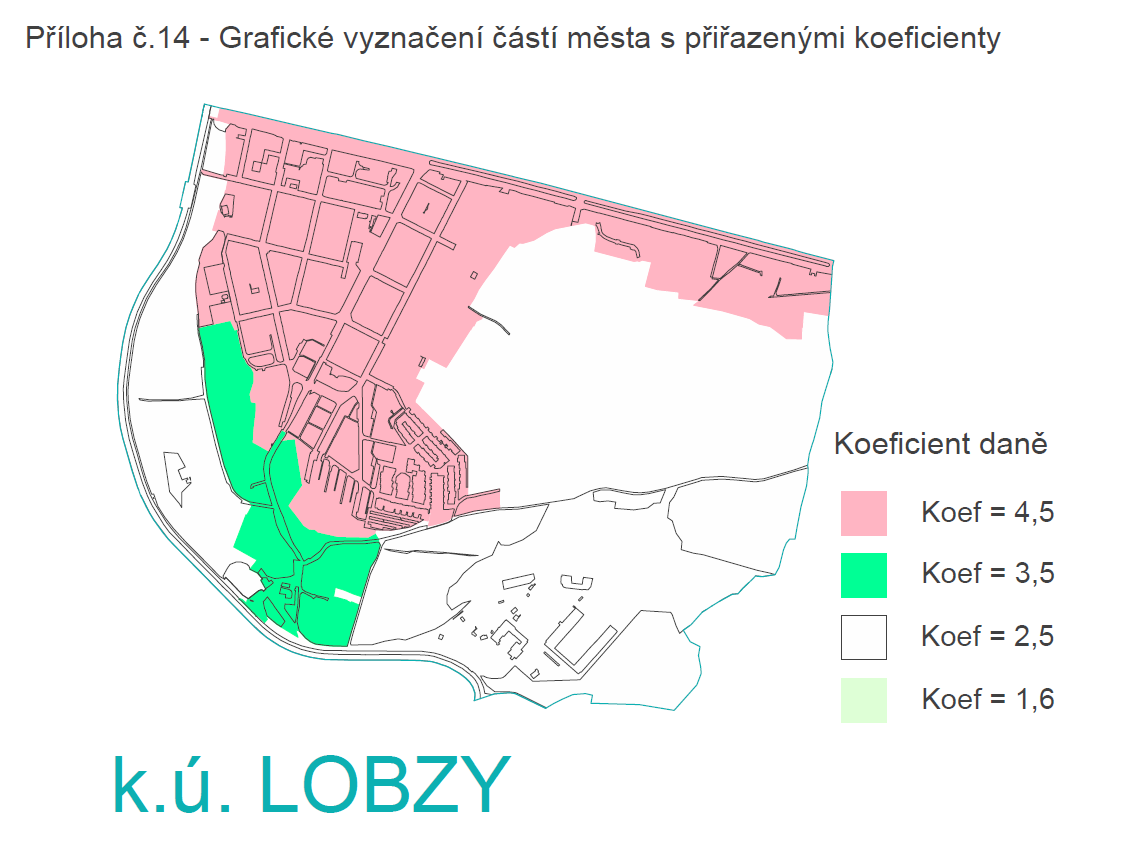 Příloha č.14 - Grafické vyznačení částí města s přiřazenými koeficienty
Koeficient daně
Koef = 4,5
Koef = 3,5
Koef = 2,5
Koef = 1,6
k.ú. LOBZY